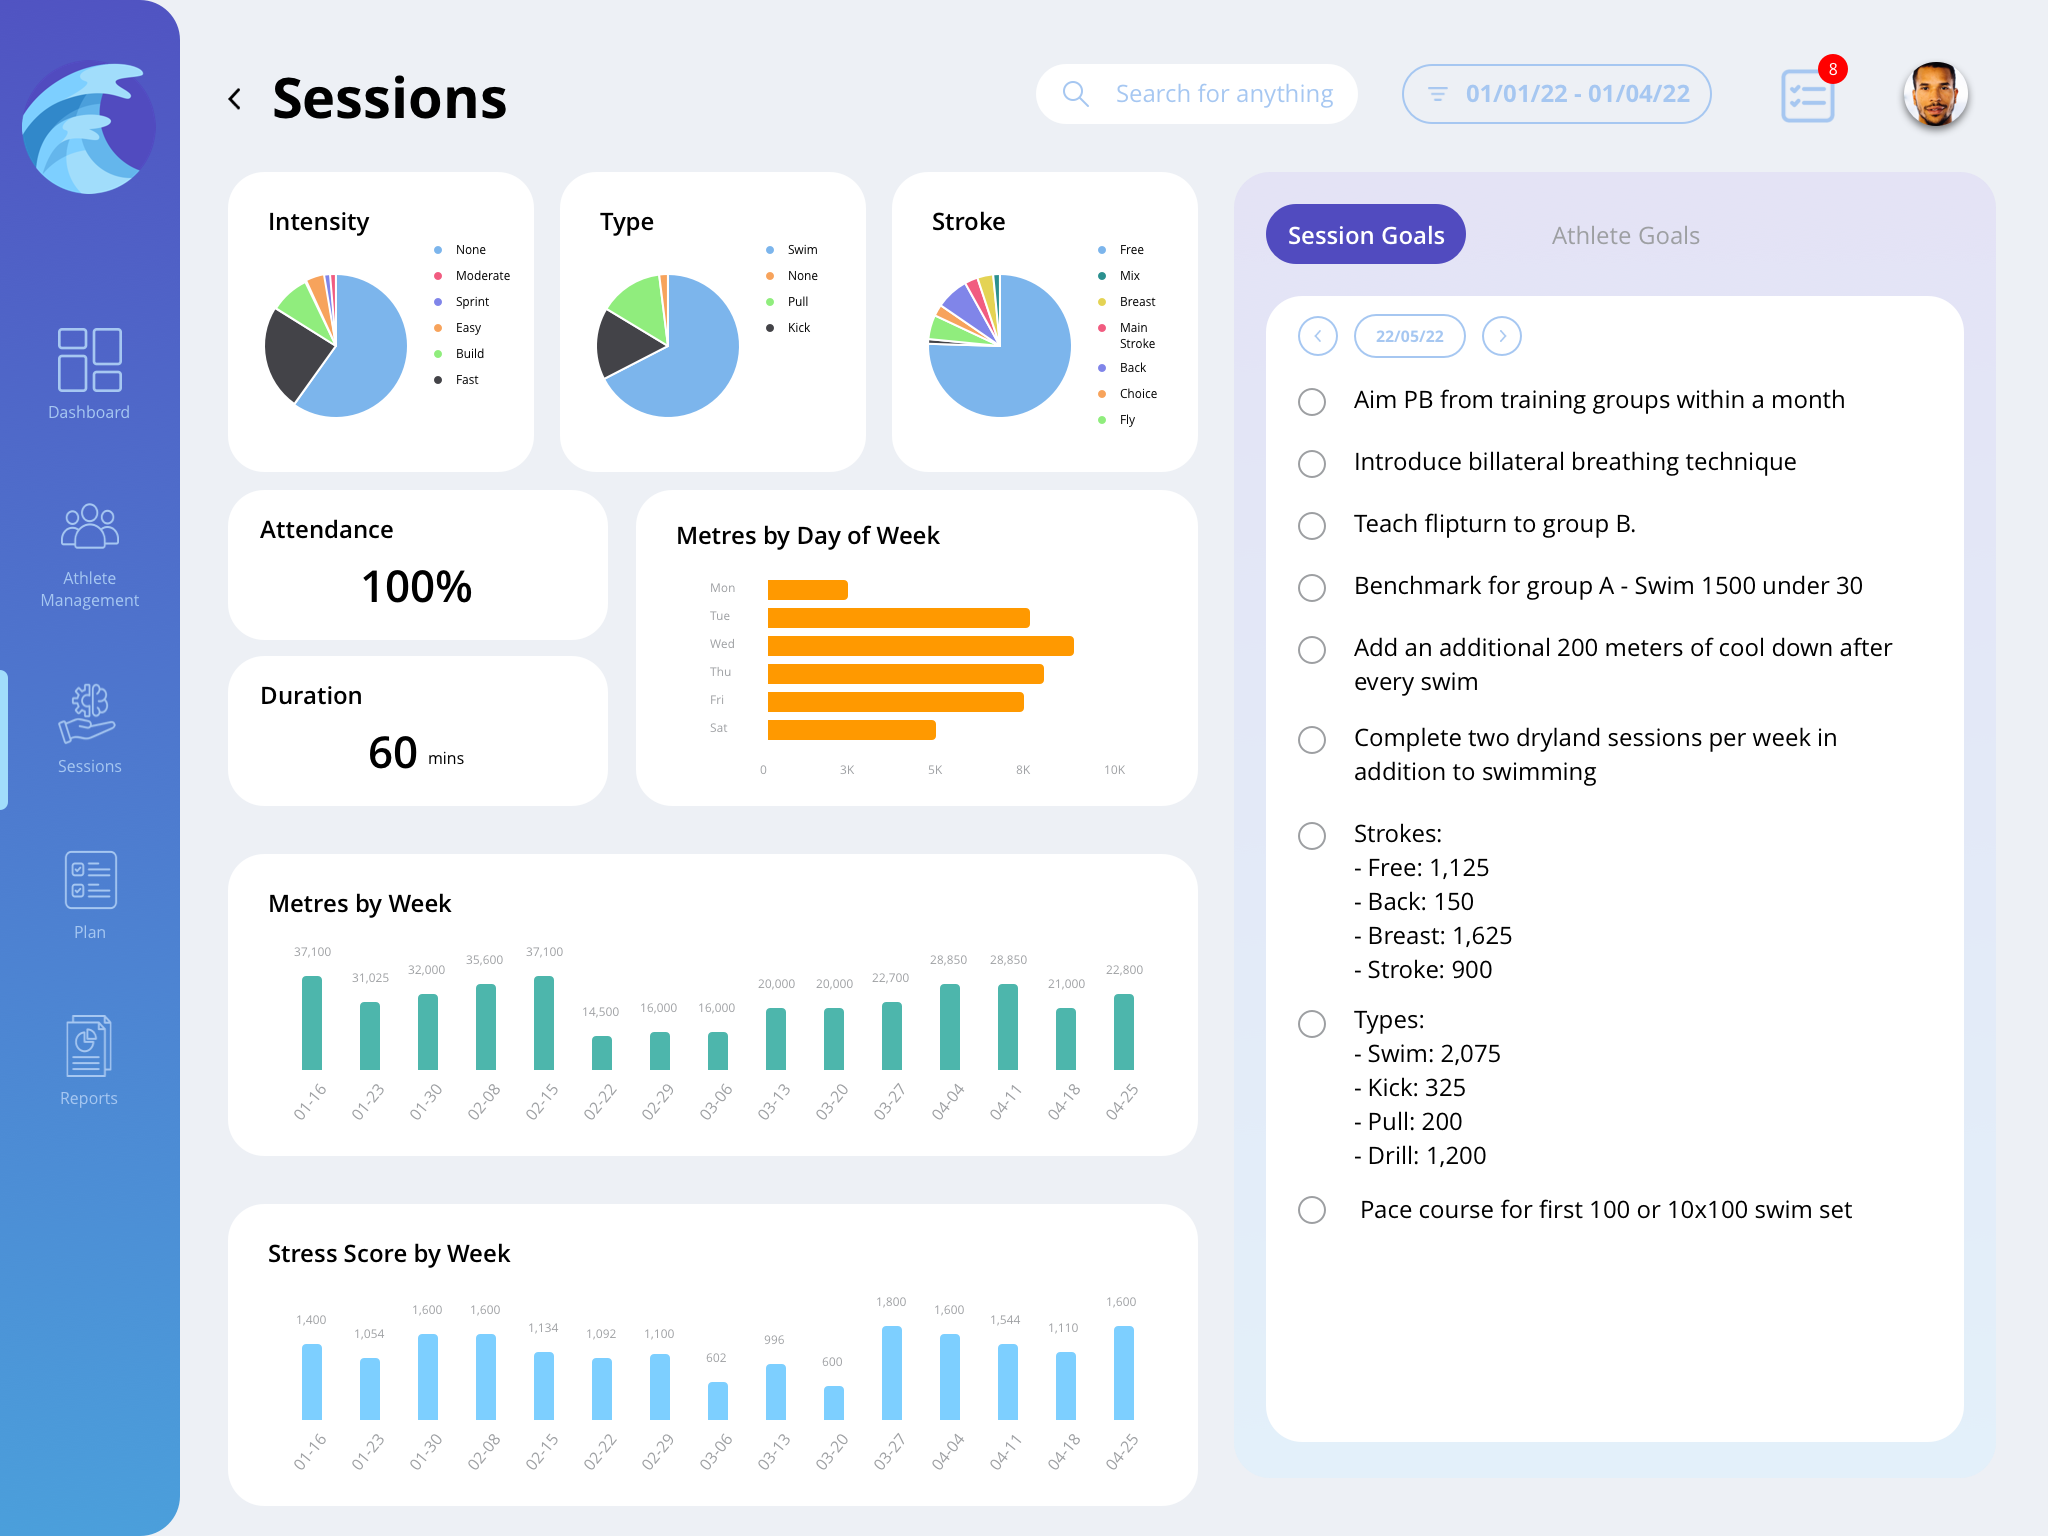 Sessions
Search for anything
01/01/22 - 01/04/22
8
Dashboard
Athlete
Management
Sessions
Plan
Reports
Intensity
None
Moderate
Sprint
Easy
Build
Fast
Type
Swim
None
Pull
Kick
Stroke
Free
Mix
Breast
Main
Stroke
Back
Choice
Fly
Attendance
100%
Duration
60 mins
Metres by Day of Week
Mon
Tue
Wed
Thu
Fri
Sat
0 3K 5K 8K 10K
Metres by Week
37,100 31,025 32,000 35,600 37,100 14,500 16,000 16,000 20,000 20,000 22,700 28,850 28,850 21,000 22,800
01-16 01-23 01-30 02-08 02-15 02-22 02-29 03-06 03-13 03-20 03-27 04-04 04-11 04-18 04-25
Stress Score by Week
1,400 1,054 1,600 1,600 1,134 1,092 1,100 602 996 600 1,800 1,600 1,544 1,110 1,600
01-16 01-23 01-30 02-08 02-15 02-22 02-29 03-06 03-13 03-20 03-27 04-04 04-11 04-18 04-25
Session Goals
Athlete Goals
22/05/22
Aim PB from training groups within a month
Introduce billateral breathing technique
Teach flipturn to group B.
Benchmark for group A - Swim 1500 under 30
Add an additional 200 meters of cool down after
every swim
Complete two dryland sessions per week in
addition to swimming
Strokes:
- Free: 1,125
- Back: 150
- Breast: 1,625
- Stroke: 900
Types:
- Swim: 2,075
- Kick: 325
- Pull: 200
- Drill: 1,200
Pace course for first 100 or 10x100 swim set